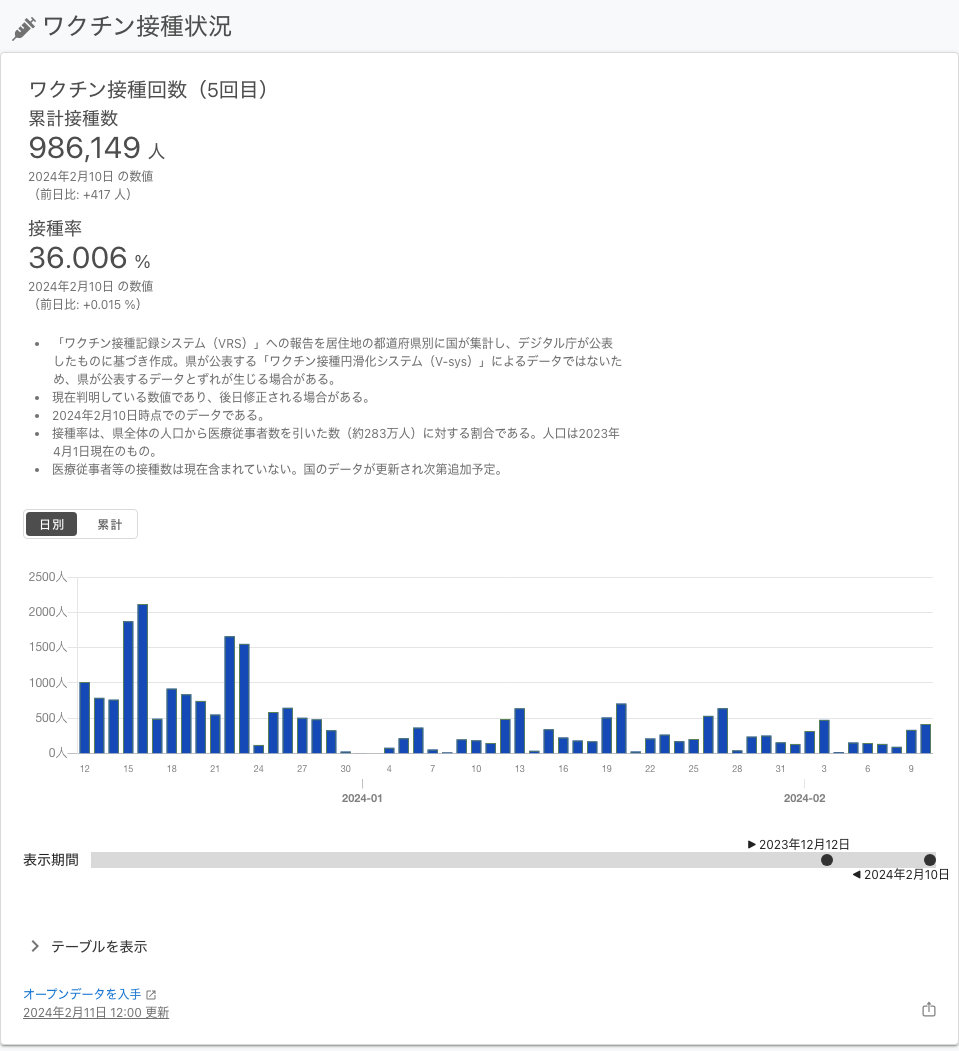 ワクチン接種状況
ワクチン接種回数（5回目）
累計接種数
986,149 人
2024年2月10日 の数値
（前日比: +417 人）
接種率
36.006 %
2024年2月10日 の数値
（前日比: +0.015 %）
• 「ワクチン接種記録システム（VRS）」への報告を居住地の都道府県別に国が集計し、デジタル庁が公表
したものに基づき作成。県が公表する「ワクチン接種円滑化システム（V-sys）」によるデータではないた
め、県が公表するデータとずれが生じる場合がある。
• 現在判明している数値であり、後日修正される場合がある。
• 2024年2月10日時点でのデータである。
• 接種率は、県全体の人口から医療従事者数を引いた数（約283万人）に対する割合である。人口は2023年
4月1日現在のもの。
• 医療従事者等の接種数は現在含まれていない。国のデータが更新され次第追加予定。
日別 累計
2500人
2000人
1500人
1000人
500人
0人
12 15 18 21 24 27 30 4 7 10 13 16 19 22 25 28 31 3 6 9
2024-01 2024-02
▶ 2023年12月12日
表示期間
◀ 2024年2月10日
テーブルを表示
オープンデータを入手
2024年2月11日 12:00 更新